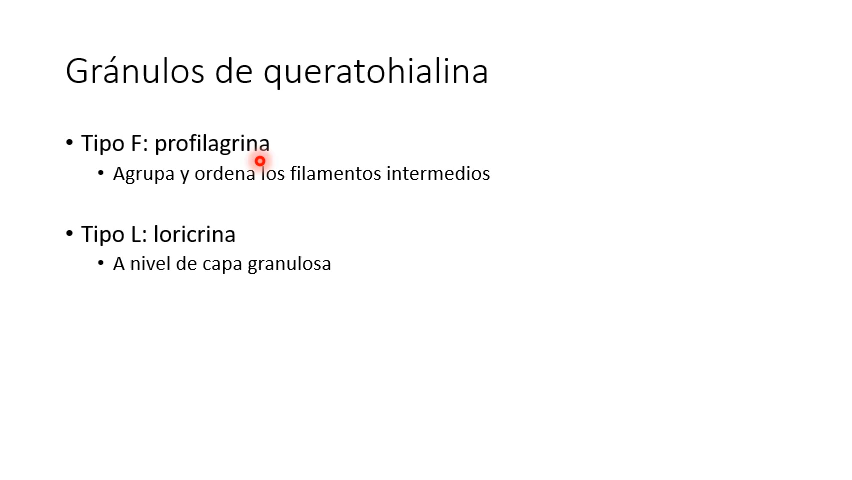 Gránulos de queratohialina
• Tipo F: profilagrina
• Agrupa y ordena los filamentos intermedios
• Tipo L: loricrina
• A nivel de capa granulosa